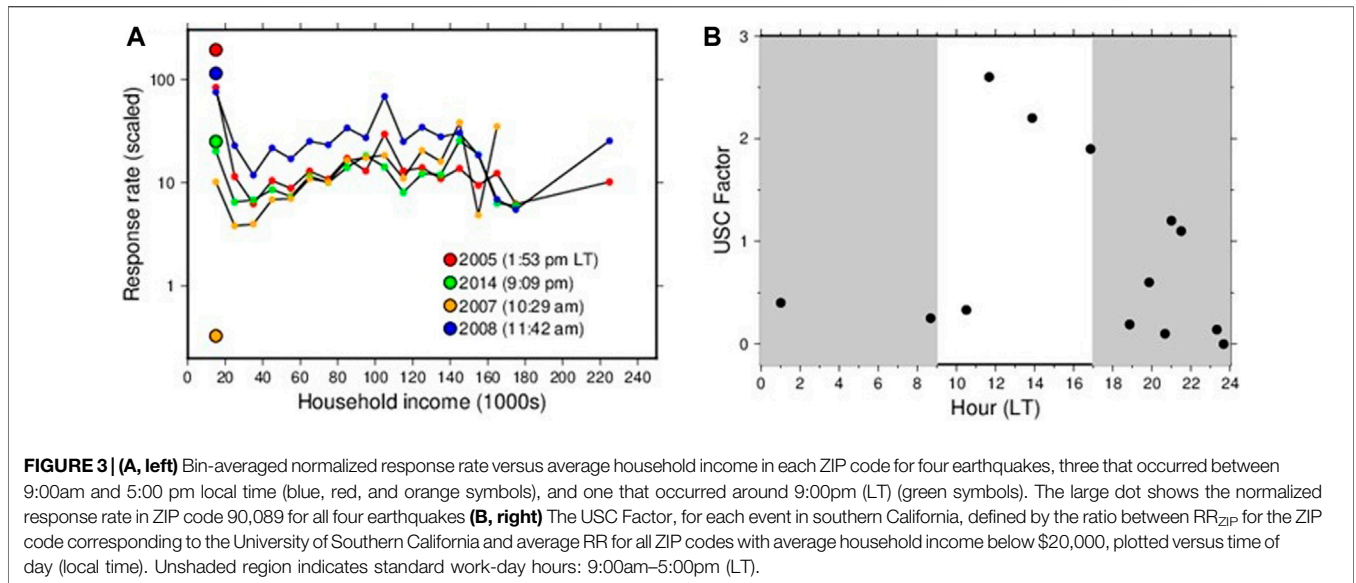 A
Response rate (scaled)
100
10
1
2005 (1:53 pm LT)
2014 (9:09 pm)
2007 (10:29 am)
2008 (11:42 am)
0 20 40 60 80 100 120 140 160 180 200 220 240
Household income (1000s)
B
USC Factor
3
2
1
0
0 2 4 6 8 10 12 14 16 18 20 22 24
Hour (LT)
FIGURE 3 | (A, left) Bin-averaged normalized response rate versus average household income in each ZIP code for four earthquakes, three that occurred between
9:00am and 5:00 pm local time (blue, red, and orange symbols), and one that occurred around 9:00pm (LT) (green symbols). The large dot shows the normalized
response rate in ZIP code 90,089 for all four earthquakes (B, right) The USC Factor, for each event in southern California, defined by the ratio between RRZIP for the ZIP
code corresponding to the University of Southern California and average RR for all ZIP codes with average household income below $20,000, plotted versus time of
day (local time). Unshaded region indicates standard work-day hours: 9:00am–5:00pm (LT).